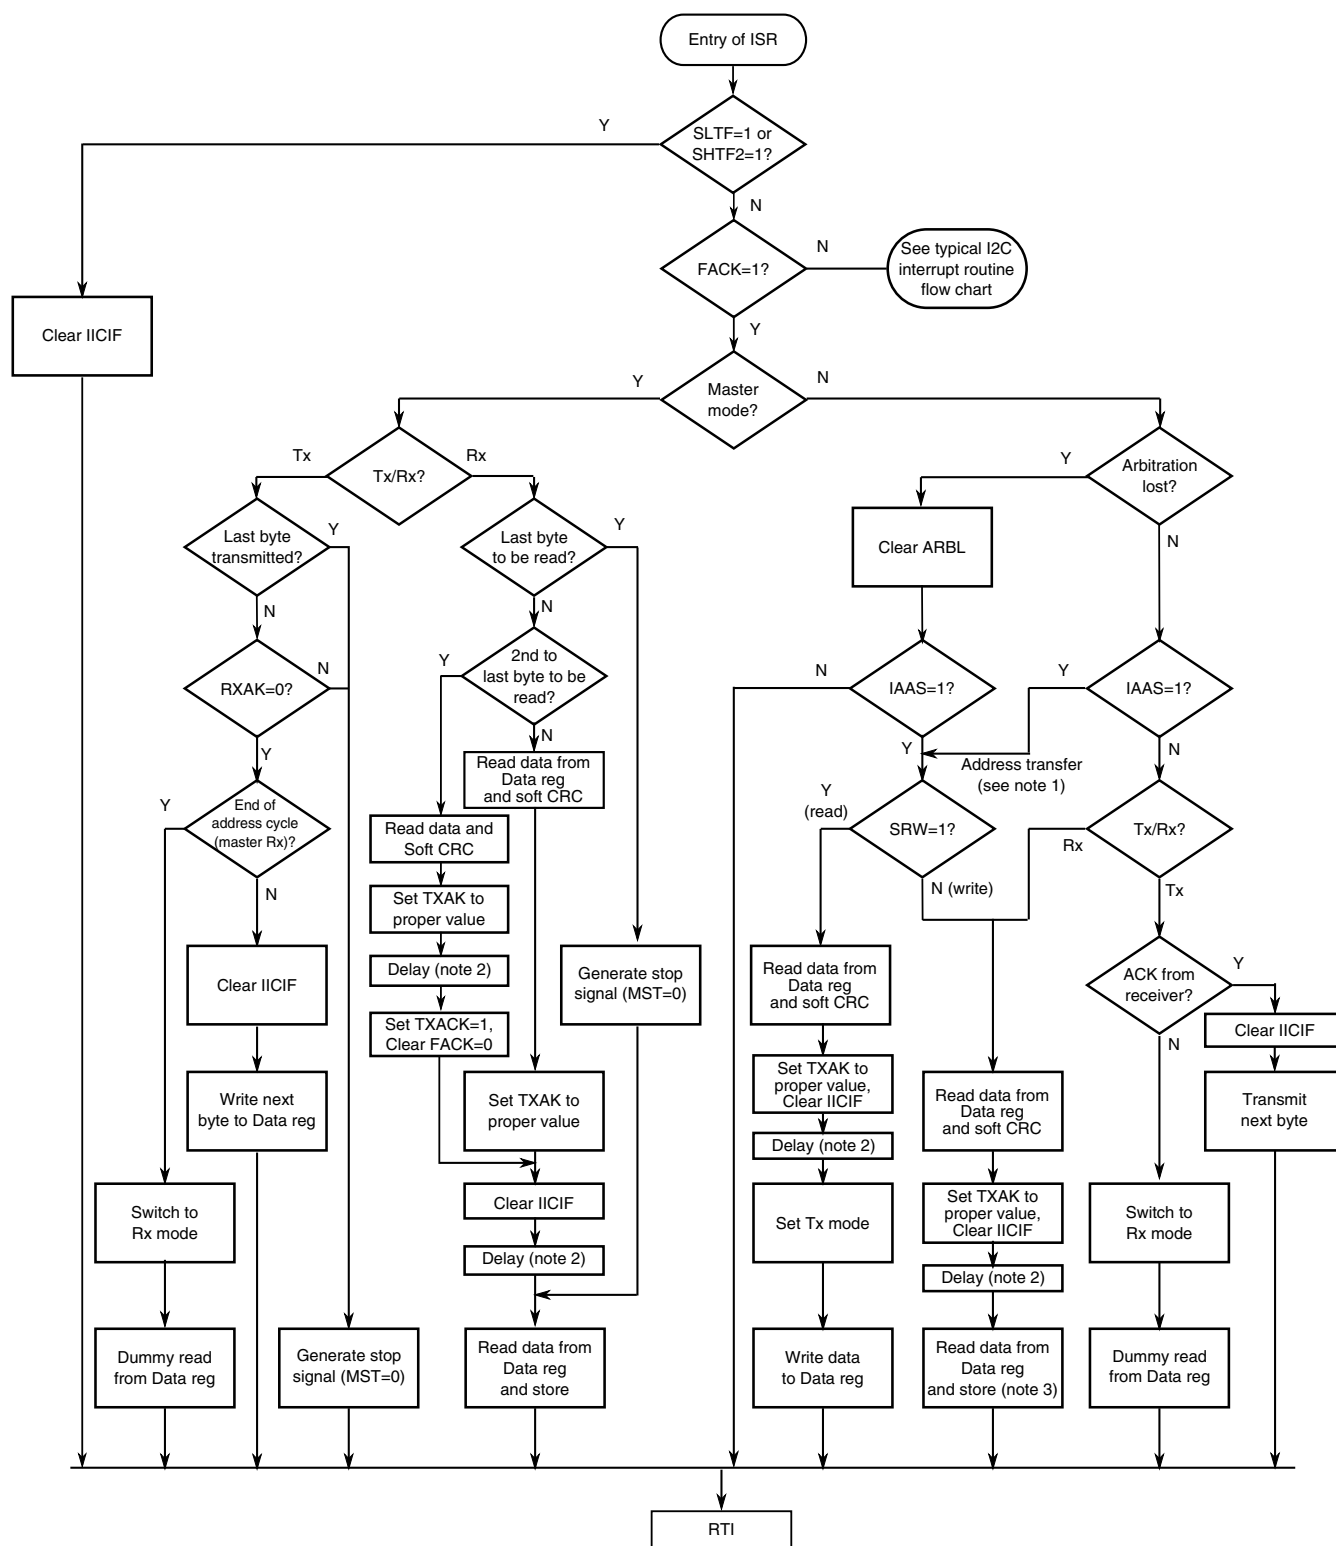 Entry of ISR
Y
SLTF=1 or
SHTF2=1?
N
FACK=1?
N
See typical I2C
interrupt routine
flow chart
Clear IICIF
Y
Y
Master
mode?
N
Tx
Tx/Rx?
Rx
Y
Arbitration
lost?
Last byte
transmitted?
Y
Last byte
to be read?
Y
Clear ARBL
N
N
N
RXAK=0?
N
Y
2nd to
last byte to be
read?
N
IAAS=1?
Y
IAAS=1?
Y
N
Read data from
Data reg
and soft CRC
Y
Address transfer
(see note 1)
N
Y
End of
address cycle
(master Rx)?
Read data and
Soft CRC
Y
(read)
SRW=1?
Rx
Tx/Rx?
N
Set TXAK to
proper value
N (write)
Tx
Clear IICIF
Delay (note 2)
Generate stop
signal (MST=0)
Read data from
Data reg
and soft CRC
ACK from
receiver?
Y
Set TXACK=1,
Clear FACK=0
N
Clear IICIF
Write next
byte to Data reg
Set TXAK to
proper value
Set TXAK to
proper value,
Clear IICIF
Read data from
Data reg
and soft CRC
Transmit
next byte
Delay (note 2)
Switch to
Rx mode
Clear IICIF
Set Tx mode
Set TXAK to
proper value,
Clear IICIF
Switch to
Rx mode
Delay (note 2)
Delay (note 2)
Dummy read
from Data reg
Generate stop
signal (MST=0)
Read data from
Data reg
and store
Write data
to Data reg
Read data from
Data reg
and store (note 3)
Dummy read
from Data reg
RTI